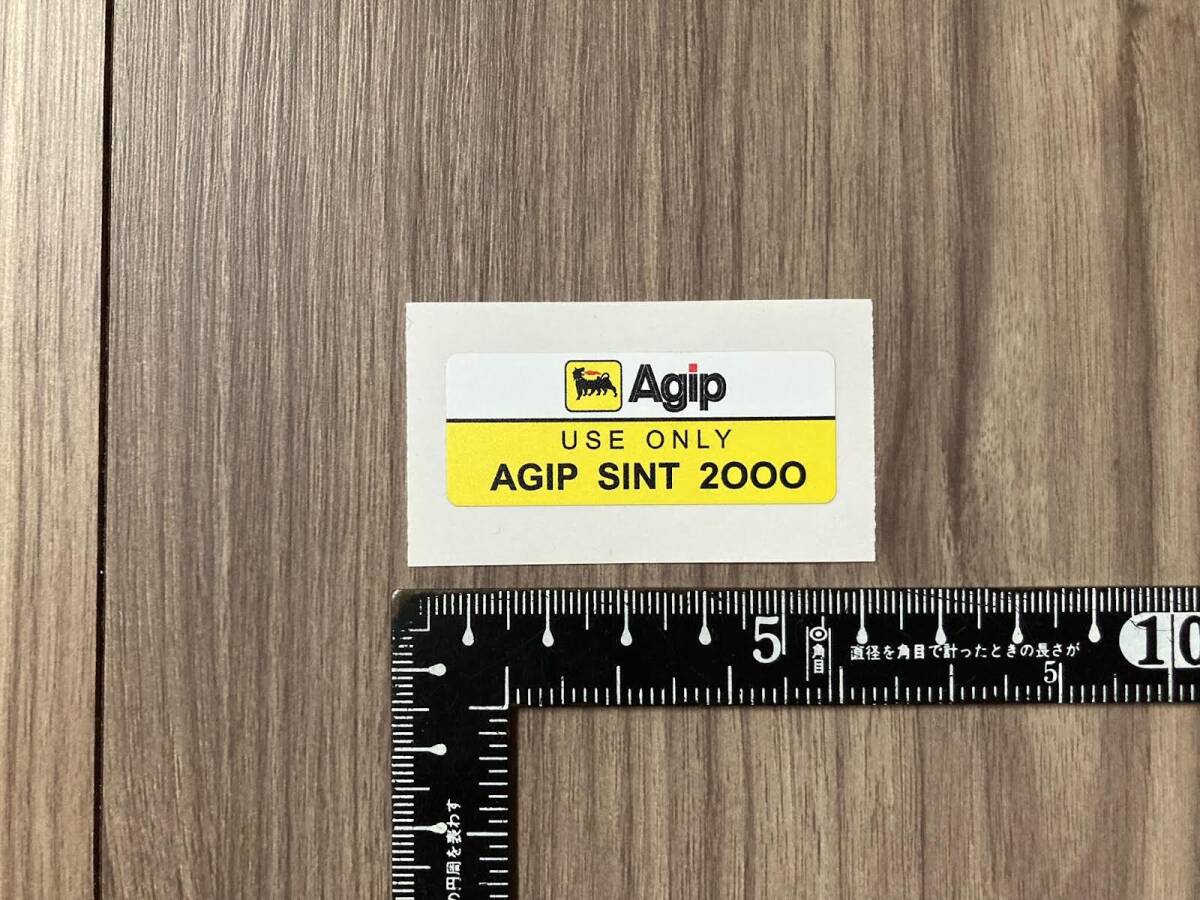 Agip
USE ONLY
AGIP SINT 2000
5
角目
直径を角目で計ったときの長さが
10
5
の円周を表わす